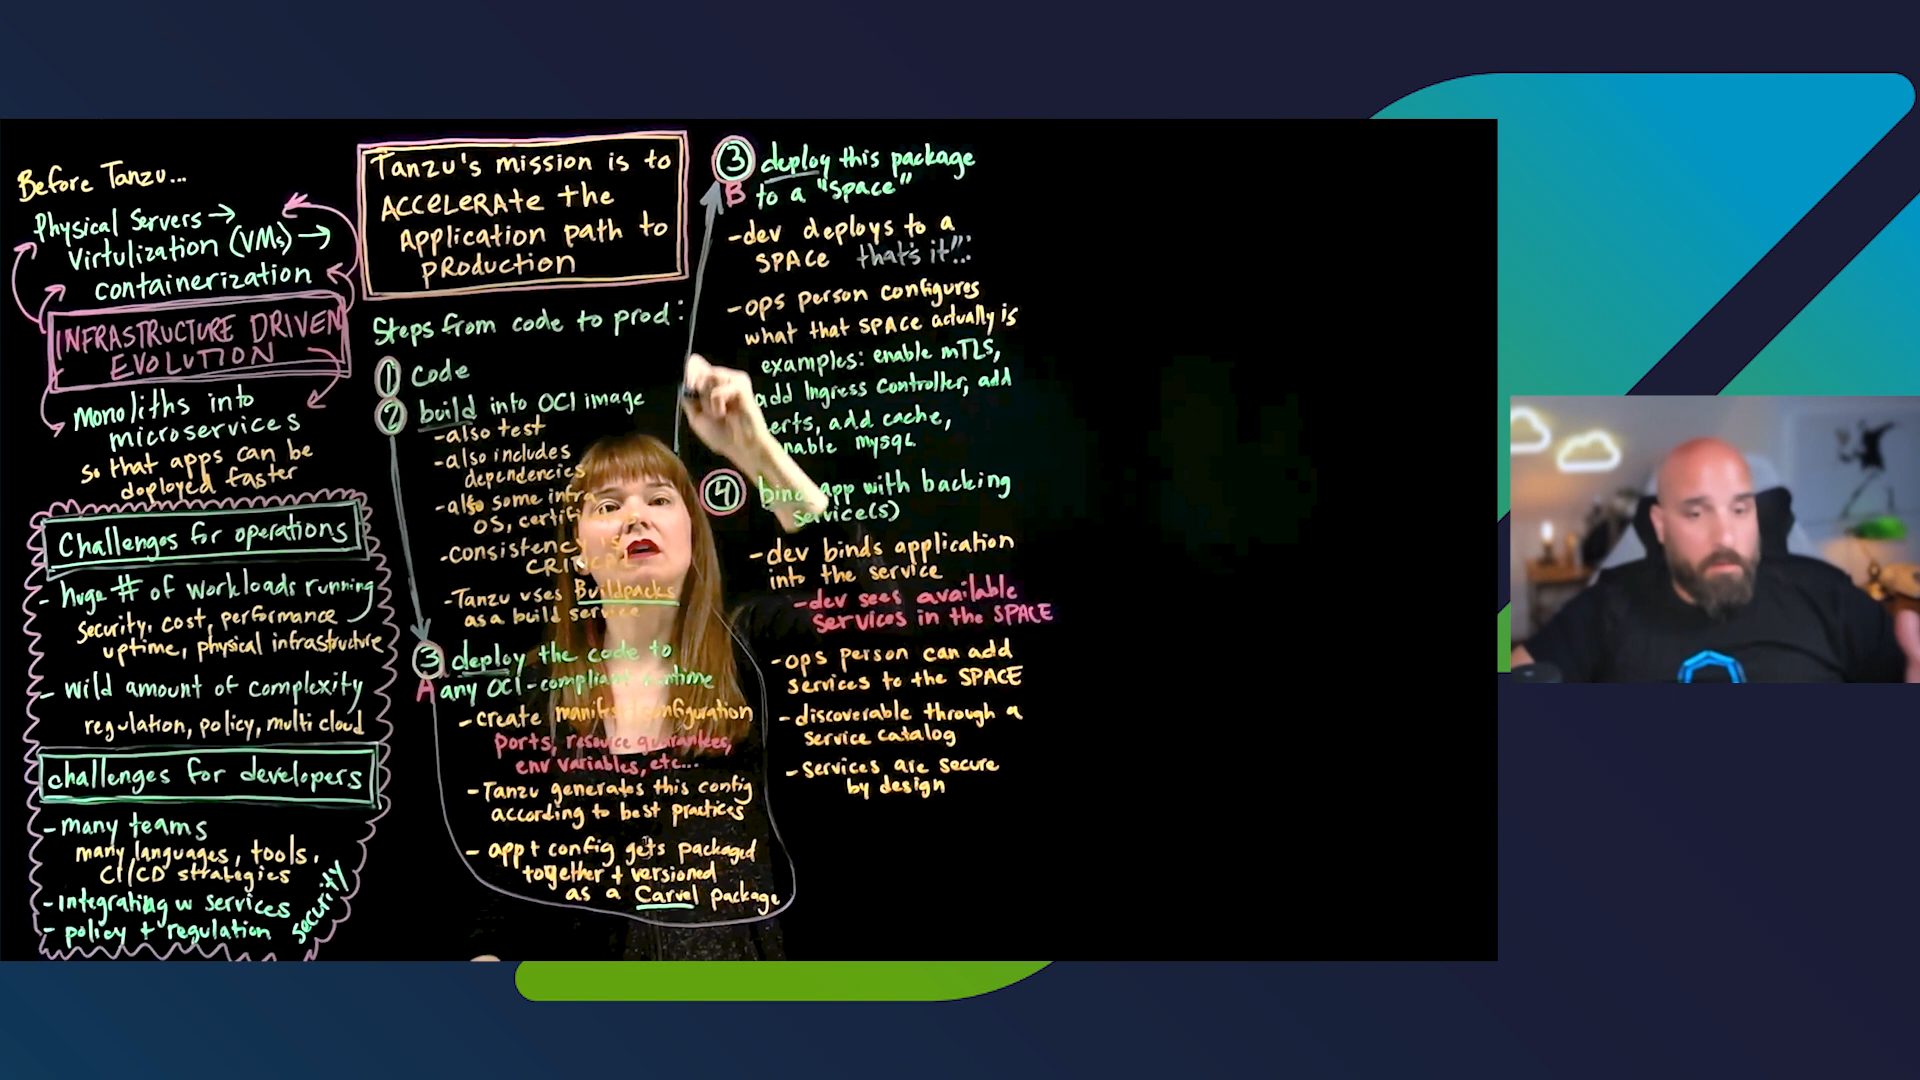 Before Tanzu...
Physical Servers →
Virtulization (VMs) →
containerization
INFRASTRUCTURE DRIVEN
EVOLUTION
Monoliths into
microservices
so that apps can be
deployed faster
Challenges for operations
- huge # of workloads running
security, cost, performance
uptime, physical infrastructure
- wild amount of complexity
regulation, policy, multi cloud
challenges for developers
- many teams
many languages, tools,
CI/CD strategies
- Integrating w services
- policy + regulation
security
Tanzu's mission is to
ACCELERATE the
Application path to
PRODUCTION
Steps from code to prod:
1 Code
2 build into OCI image
- also test
- also includes
dependencies
- also some infra
OS, certifi
- consistency is
CRITICAL
- Tanzu uses Buildpacks
as a build service
3 deploy the code to
A any OCI-compliant runtime
- create manifest configuration
ports, resource guarantees,
env variables, etc...
- Tanzu generates this config
according to best practices
- app + config gets packaged
together + versioned
as a Carvel package
3 deploy this package
B to a "space"
- dev deploys to a
SPACE that's it!!
- ops person configures
what that SPACE actually is
examples: enable mTLS,
add Ingress Controller, add
certs, add cache,
enable mysql
4 bind app with backing
service(s)
- dev binds application
into the service
- dev sees available
services in the SPACE
- ops person can add
services to the SPACE
- discoverable through a
service catalog
- services are secure
by design